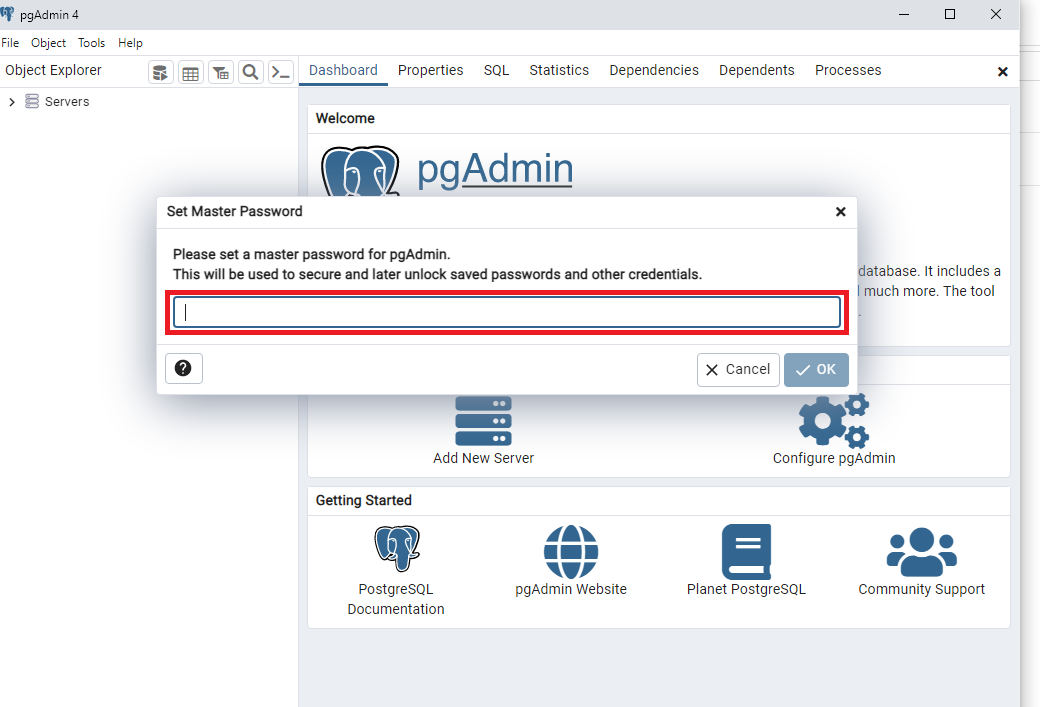 pgAdmin 4
File Object Tools Help
Object Explorer
Dashboard Properties SQL Statistics Dependencies Dependents Processes
Servers
Welcome
pgAdmin
Set Master Password
Please set a master password for pgAdmin.
This will be used to secure and later unlock saved passwords and other credentials.
database. It includes a
much more. The tool
Cancel
OK
Add New Server
Configure pgAdmin
Getting Started
PostgreSQL
Documentation
pgAdmin Website
Planet PostgreSQL
Community Support